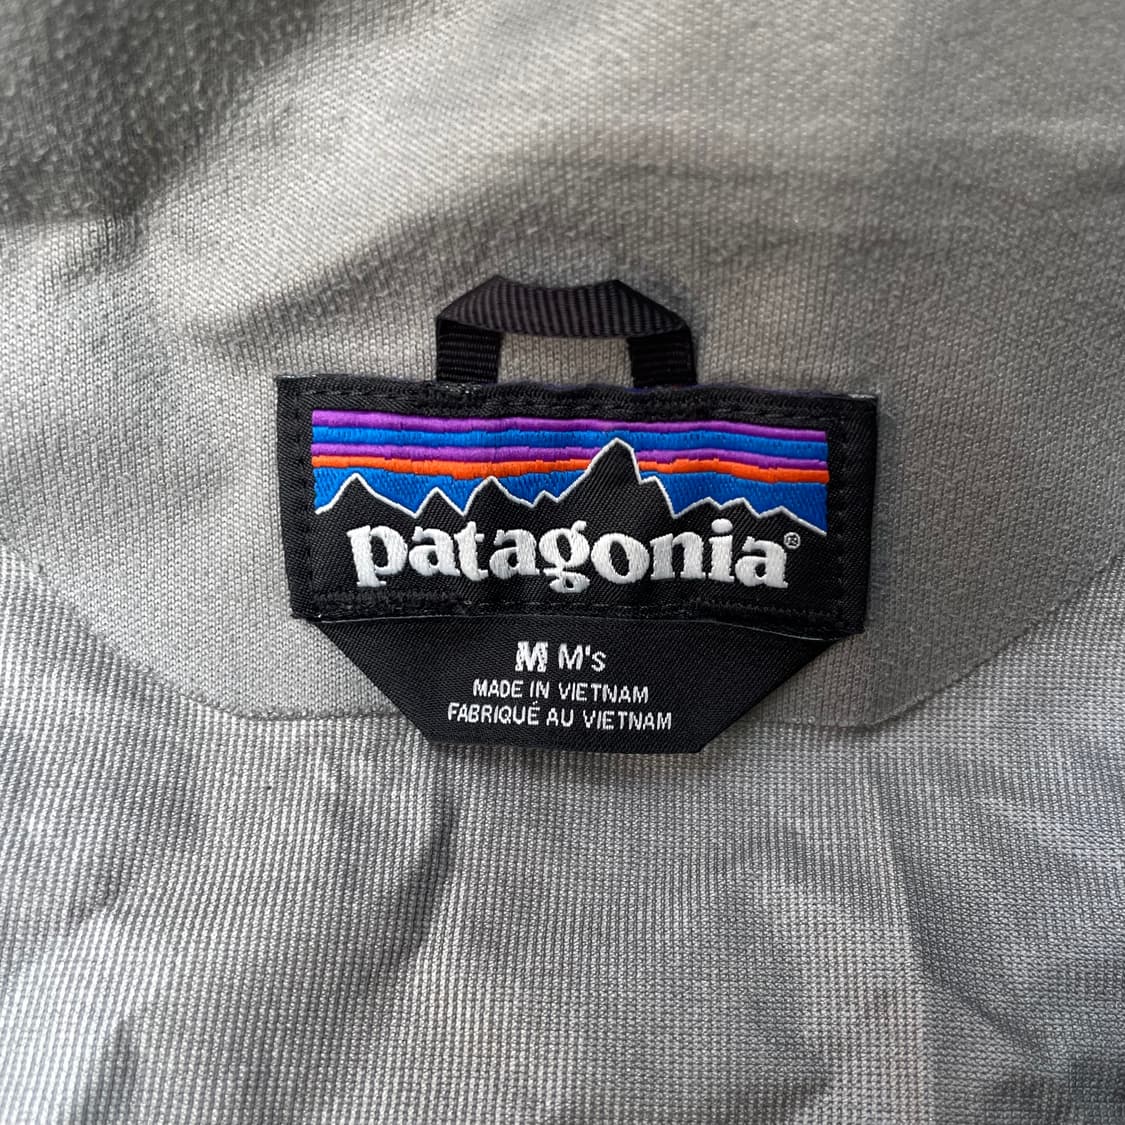 patagonia®
M M's
MADE IN VIETNAM
FABRIQUÉ AU VIETNAM